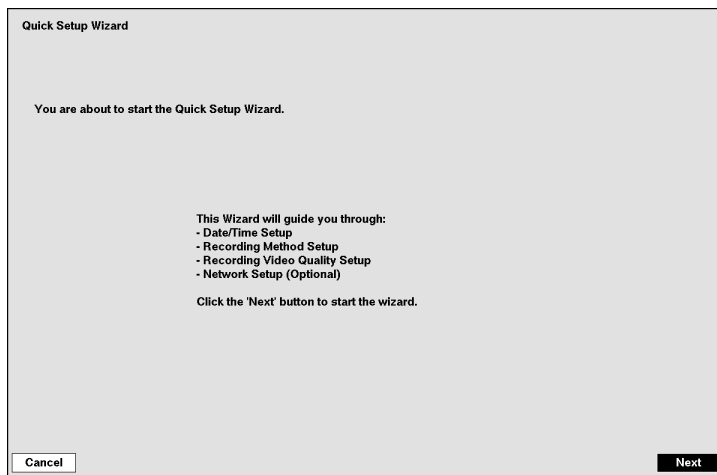 Quick Setup Wizard
You are about to start the Quick Setup Wizard.
This Wizard will guide you through:
- Date/Time Setup
- Recording Method Setup
- Recording Video Quality Setup
- Network Setup (Optional)
Click the 'Next' button to start the wizard.
Cancel
Next